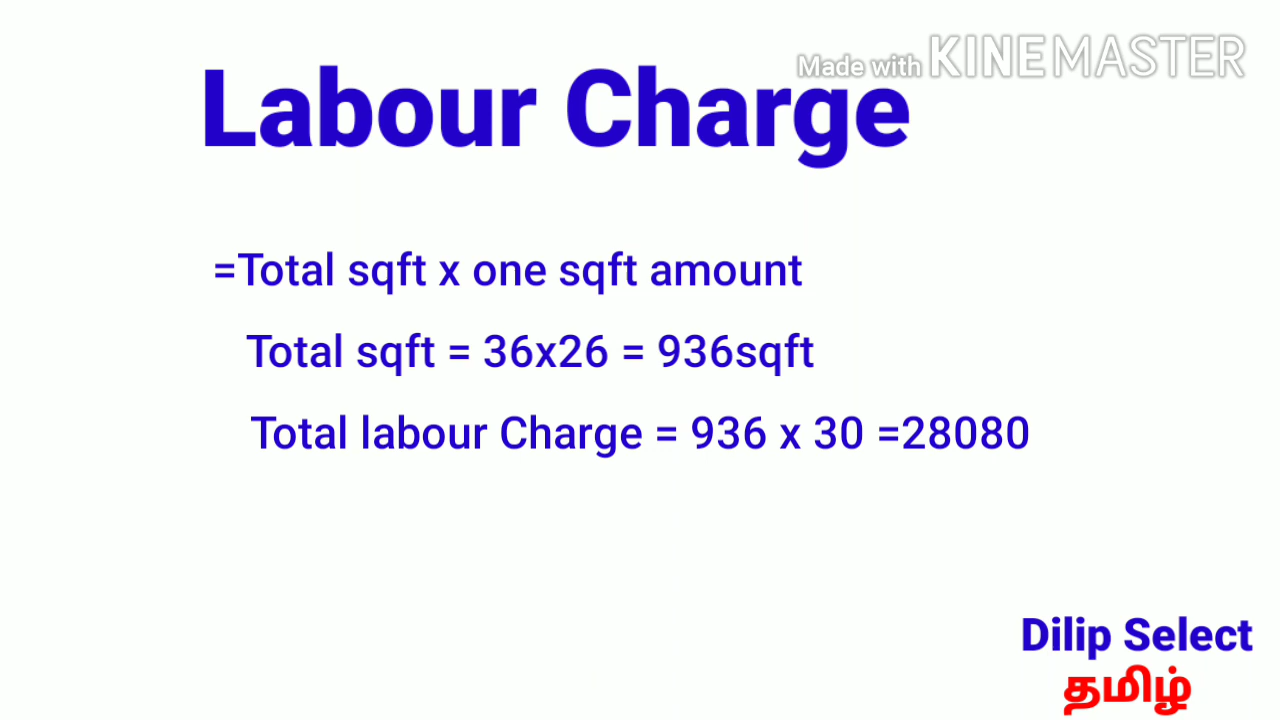 Made with KINEMASTER
Labour Charge
=Total sqft x one sqft amount
Total sqft = 36x26 = 936sqft
Total labour Charge = 936 x 30 =28080
Dilip Select
தமிழ்